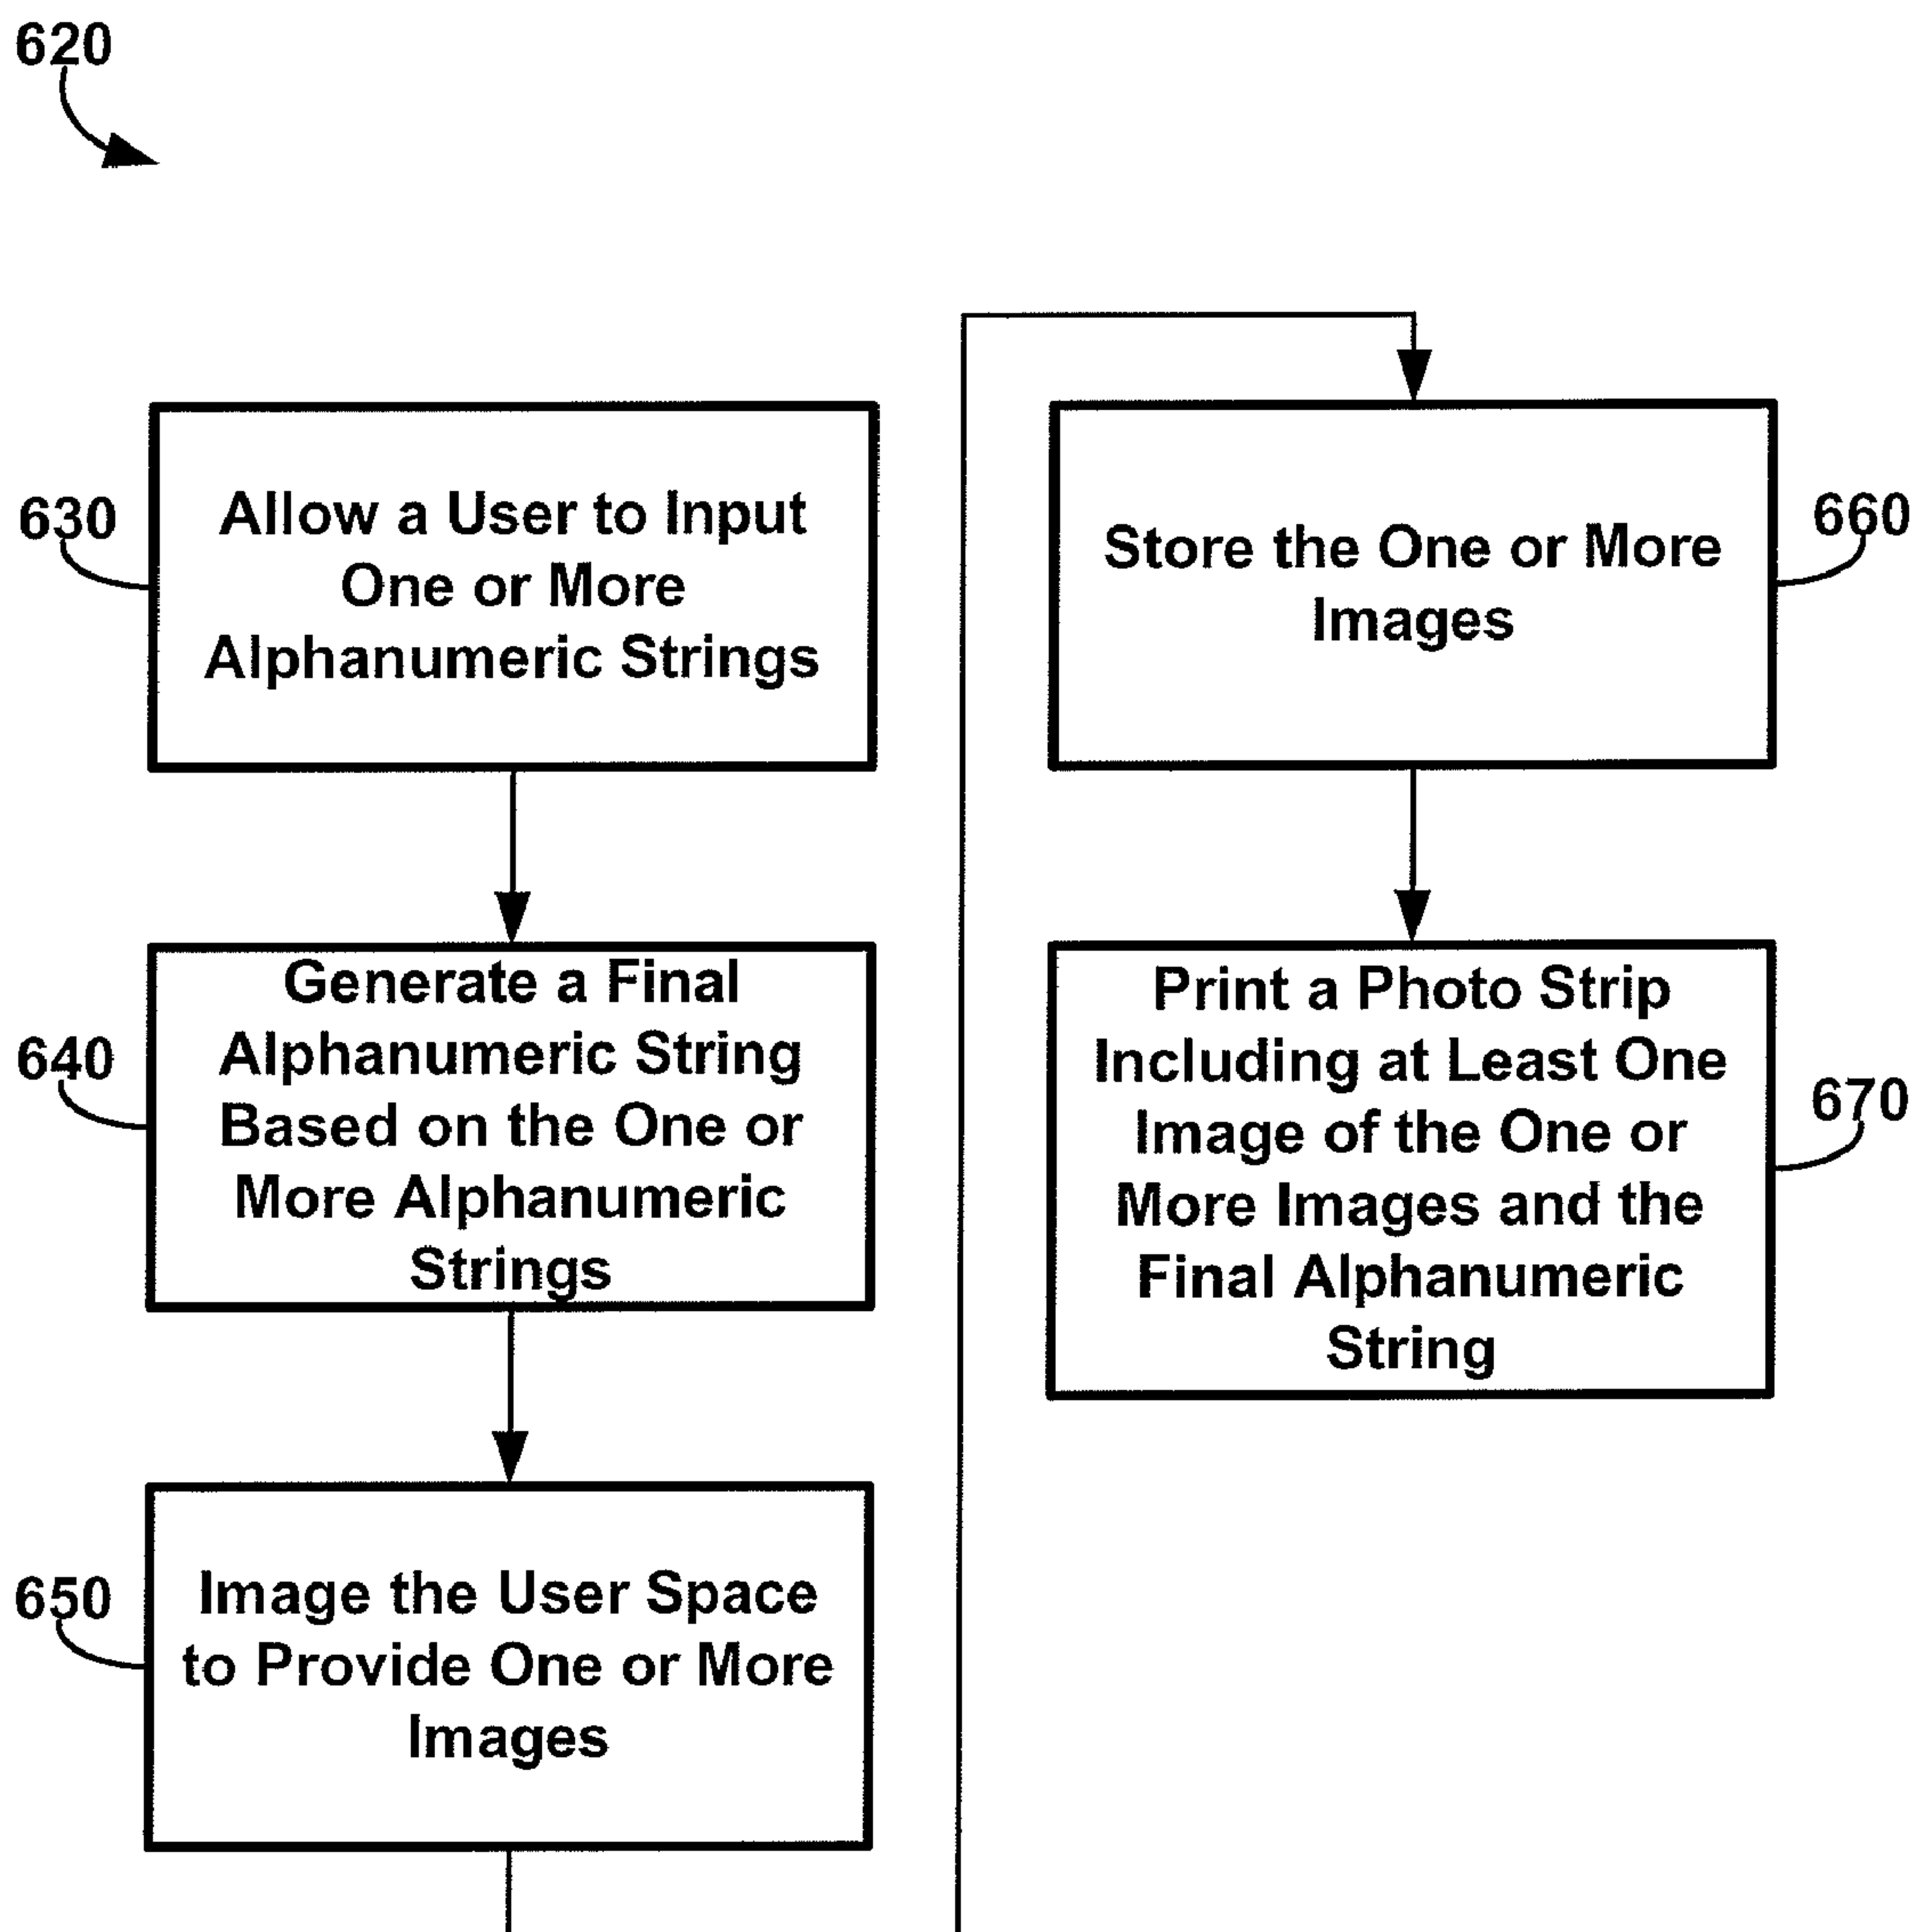 620
630
Allow a User to Input
One or More
Alphanumeric Strings
640
Generate a Final
Alphanumeric String
Based on the One or
More Alphanumeric
Strings
650
Image the User Space
to Provide One or More
Images
660
Store the One or More
Images
670
Print a Photo Strip
Including at Least One
Image of the One or
More Images and the
Final Alphanumeric
String